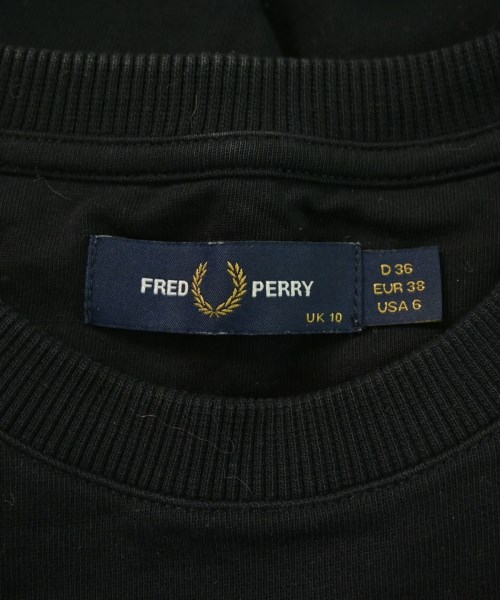 FRED PERRY
UK 10
D 36
EUR 38
USA 6